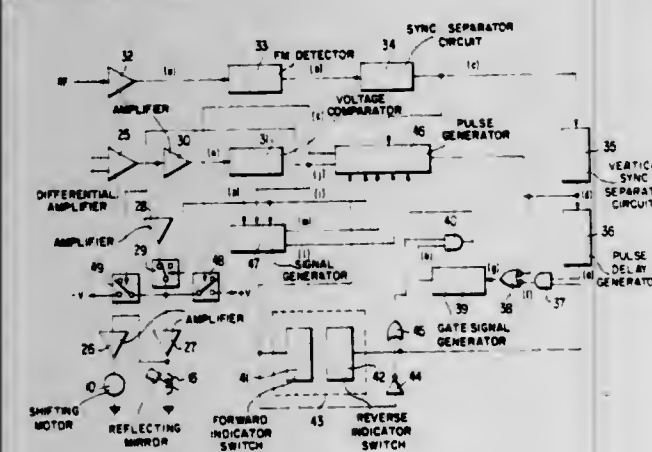 SYNC SEPARATOR
CIRCUIT
32
33
FM DETECTOR
34
RF
(a)
(b)
(c)
AMPLIFIER
VOLTAGE
COMPARATOR
(k)
PULSE
GENERATOR
25
30
31
46
35
(j)
VERTICAL
SYNC
SEPARATOR
CIRCUIT
DIFFERENTIAL
AMPLIFIER
(i)
(d)
28
40
36
AMPLIFIER
29
47
SIGNAL
GENERATOR
(h)
PULSE
DELAY
GENERATOR
49
48
-V
+V
(g)
(f)
(e)
39
38
37
AMPLIFIER
GATE SIGNAL
GENERATOR
26
27
45
10
15
41
42
44
SHIFTING
MOTOR
REFLECTING
MIRROR
FORWARD
INDICATOR
SWITCH
43
REVERSE
INDICATOR
SWITCH